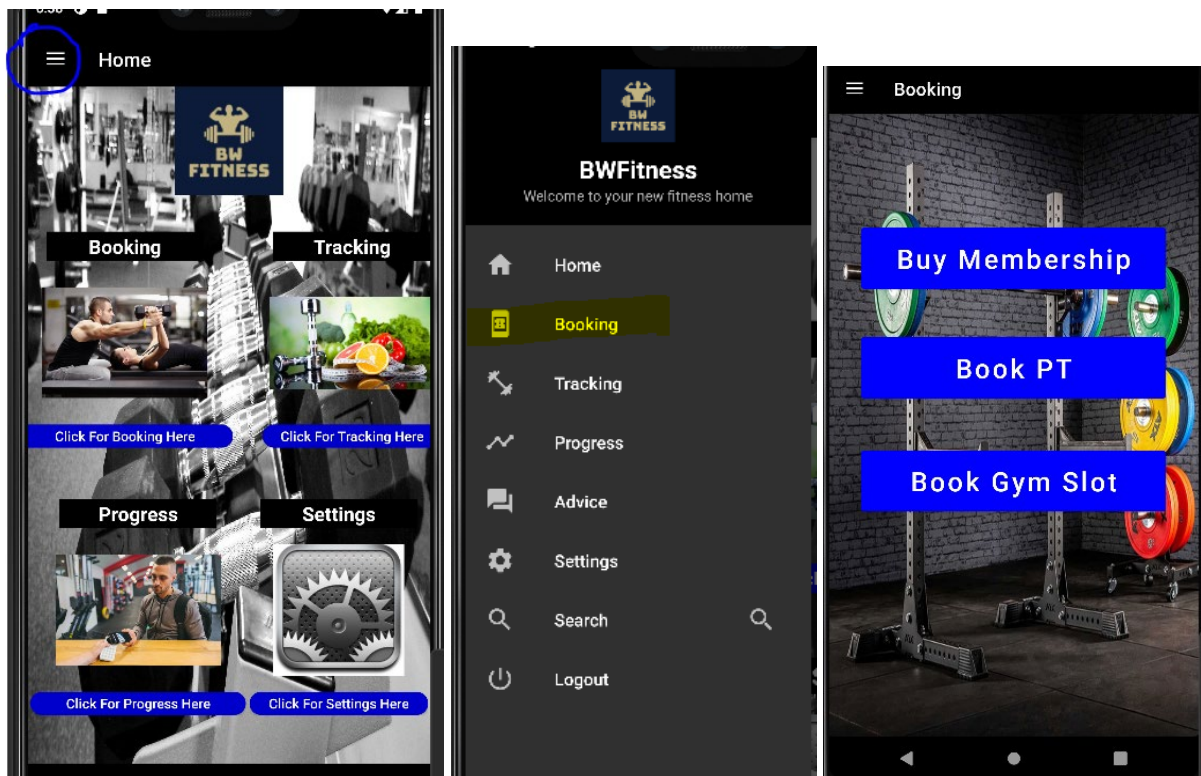 Home
BW
FITNESS
Booking
Tracking
Click For Booking Here
Click For Tracking Here
Progress
Settings
Click For Progress Here
Click For Settings Here
BW
FITNESS
BWFitness
Welcome to your new fitness home
Home
Booking
Tracking
Progress
Advice
Settings
Search
Logout
Booking
Buy Membership
Book PT
Book Gym Slot